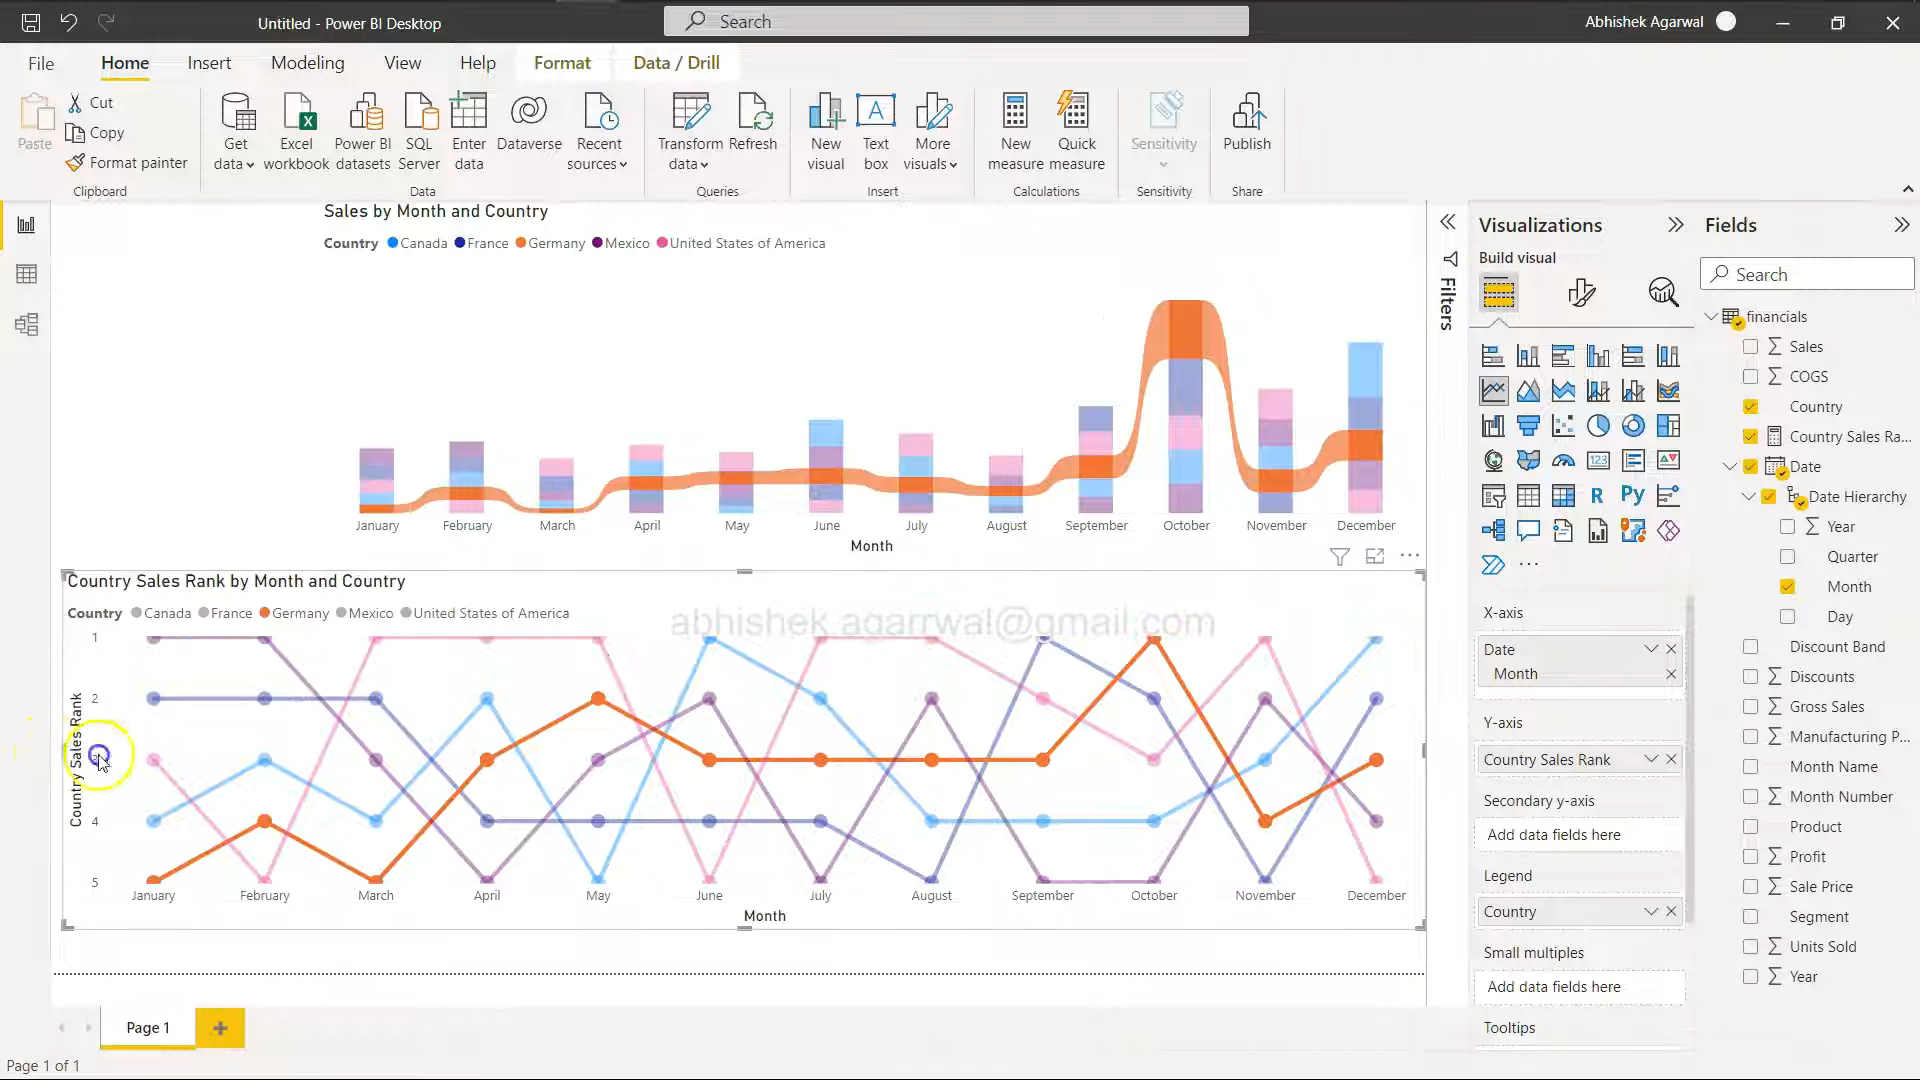 Untitled - Power BI Desktop
Search
Abhishek Agarwal
File
Home
Insert
Modeling
View
Help
Format
Data / Drill
Paste
Cut
Copy
Format painter
Clipboard
Get data
Excel workbook
Power BI datasets
SQL Server
Enter data
Dataverse
Recent sources
Data
Transform data
Refresh
Queries
New visual
Text box
More visuals
Insert
New measure
Quick measure
Calculations
Sensitivity
Sensitivity
Publish
Share
Sales by Month and Country
Country Canada France Germany Mexico United States of America
January February March April May June July August September October November December
Month
Country Sales Rank by Month and Country
Country Canada France Germany Mexico United States of America
abhishek.agarrwal@gmail.com
Country Sales Rank
1
2
4
5
January February March April May June July August September October November December
Month
Page 1
Page 1 of 1
Filters
Visualizations
Build visual
R
Py
123
X-axis
Date
Month
Y-axis
Country Sales Rank
Secondary y-axis
Add data fields here
Legend
Country
Small multiples
Add data fields here
Tooltips
Fields
Search
financials
Sales
COGS
Country
Country Sales Ra...
Date
Date Hierarchy
Year
Quarter
Month
Day
Discount Band
Discounts
Gross Sales
Manufacturing P...
Month Name
Month Number
Product
Profit
Sale Price
Segment
Units Sold
Year